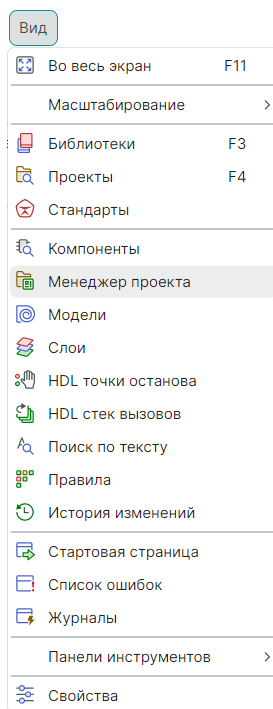 Вид
Во весь экран F11
Масштабирование
Библиотеки F3
Проекты F4
Стандарты
Компоненты
Менеджер проекта
Модели
Слои
HDL точки останова
HDL стек вызовов
Поиск по тексту
Правила
История изменений
Стартовая страница
Список ошибок
Журналы
Панели инструментов
Свойства